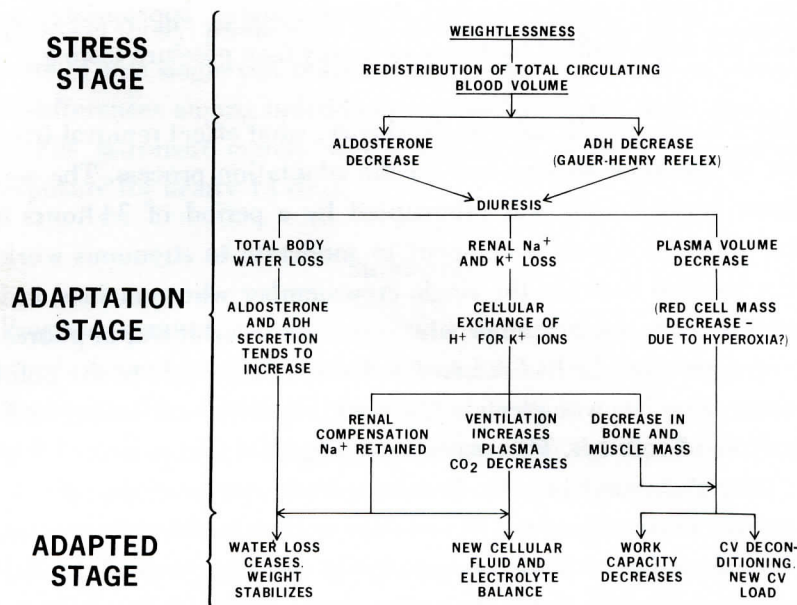 STRESS
STAGE
WEIGHTLESSNESS
REDISTRIBUTION OF TOTAL CIRCULATING
BLOOD VOLUME
ADAPTATION
STAGE
ALDOSTERONE
DECREASE
ADH DECREASE
(GAUER-HENRY REFLEX)
DIURESIS
TOTAL BODY
WATER LOSS
RENAL Na+
AND K+ LOSS
PLASMA VOLUME
DECREASE
ALDOSTERONE
AND ADH
SECRETION
TENDS TO
INCREASE
CELLULAR
EXCHANGE OF
H+ FOR K+ IONS
(RED CELL MASS
DECREASE –
DUE TO HYPEROXIA?)
RENAL
COMPENSATION
Na+ RETAINED
VENTILATION
INCREASES
PLASMA
CO2 DECREASES
DECREASE IN
BONE AND
MUSCLE MASS
ADAPTED
STAGE
WATER LOSS
CEASES.
WEIGHT
STABILIZES
NEW CELLULAR
FLUID AND
ELECTROLYTE
BALANCE
WORK
CAPACITY
DECREASES
CV DECON-
DITIONING.
NEW CV
LOAD